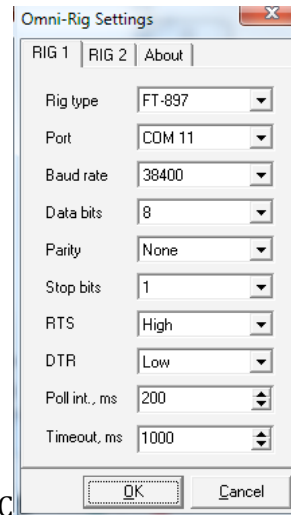 Omni-Rig Settings
RIG 1 RIG 2 About
Rig type FT-897
Port COM 11
Baud rate 38400
Data bits 8
Parity None
Stop bits 1
RTS High
DTR Low
Poll int., ms 200
Timeout, ms 1000
OK Cancel
C